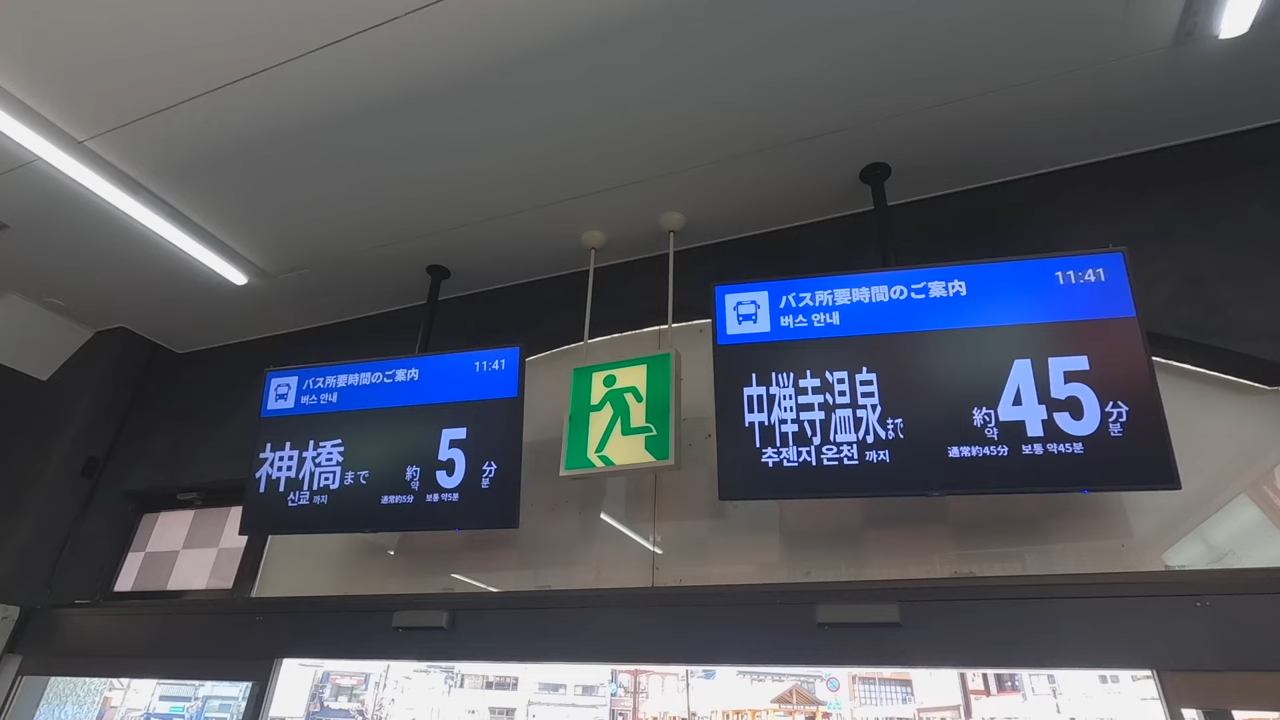 バス所要時間のご案内
버스 안내
11:41
神橋まで
신쿄 까지
約 5 分
약 분
通常約5分 보통 약5분
バス所要時間のご案内
버스 안내
11:41
中禅寺温泉まで
추젠지 온천 까지
約 45 分
약 분
通常約45分 보통 약45분